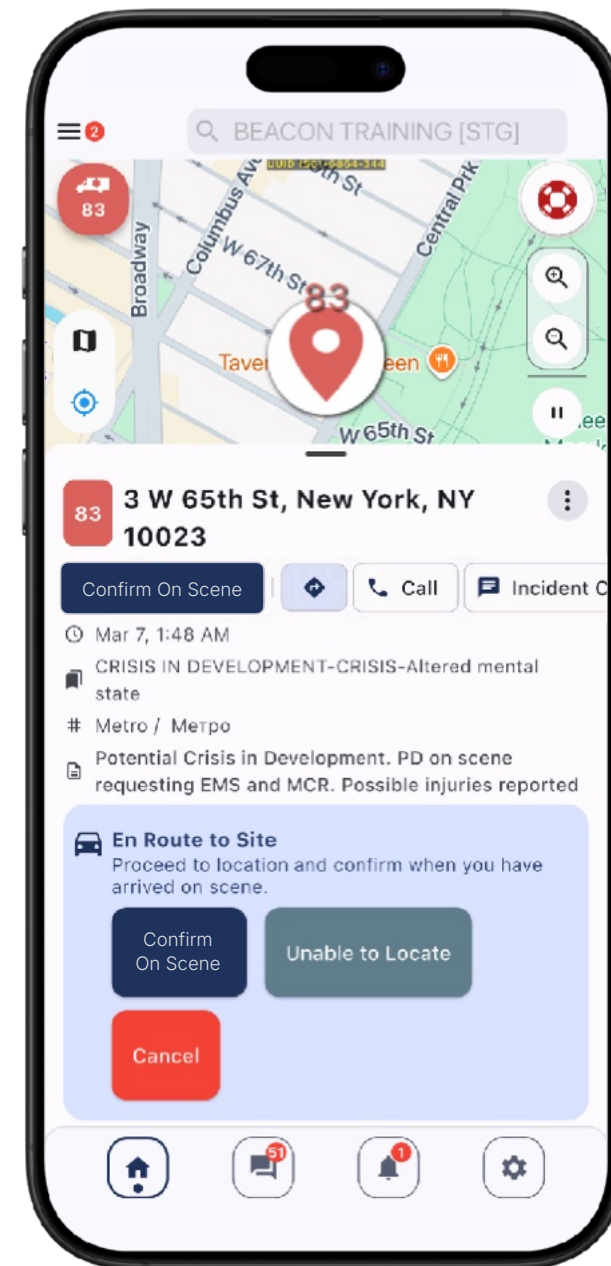 2
BEACON TRAINING [STG]
83
Broadway
Columbus Ave
W 67th St
Central Prk
83
Taver
een
W 65th St
83
3 W 65th St, New York, NY
10023
Confirm On Scene
Call
Incident C
Mar 7, 1:48 AM
CRISIS IN DEVELOPMENT-CRISIS-Altered mental
state
# Metro / Метро
Potential Crisis in Development. PD on scene
requesting EMS and MCR. Possible injuries reported
En Route to Site
Proceed to location and confirm when you have
arrived on scene.
Confirm
On Scene
Unable to Locate
Cancel
51
1